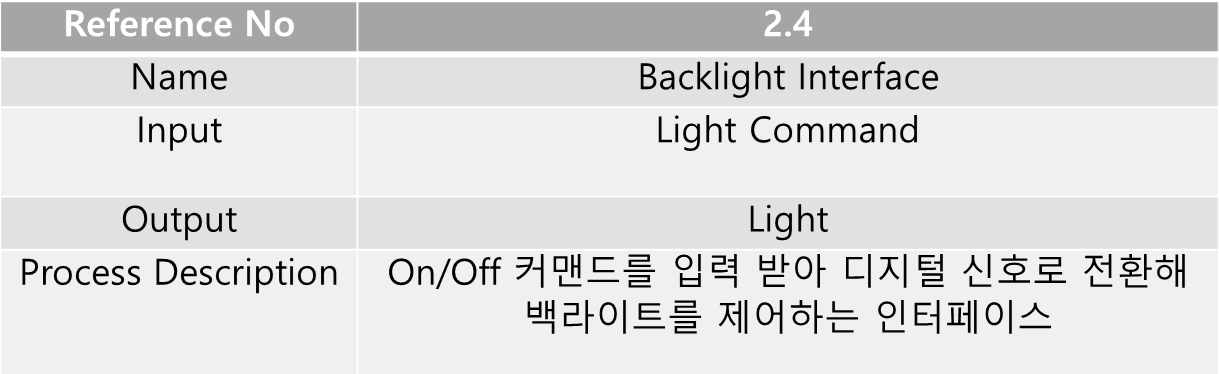 Reference No 2.4
Name Backlight Interface
Input Light Command
Output Light
Process Description On/Off 커맨드를 입력 받아 디지털 신호로 전환해
백라이트를 제어하는 인터페이스